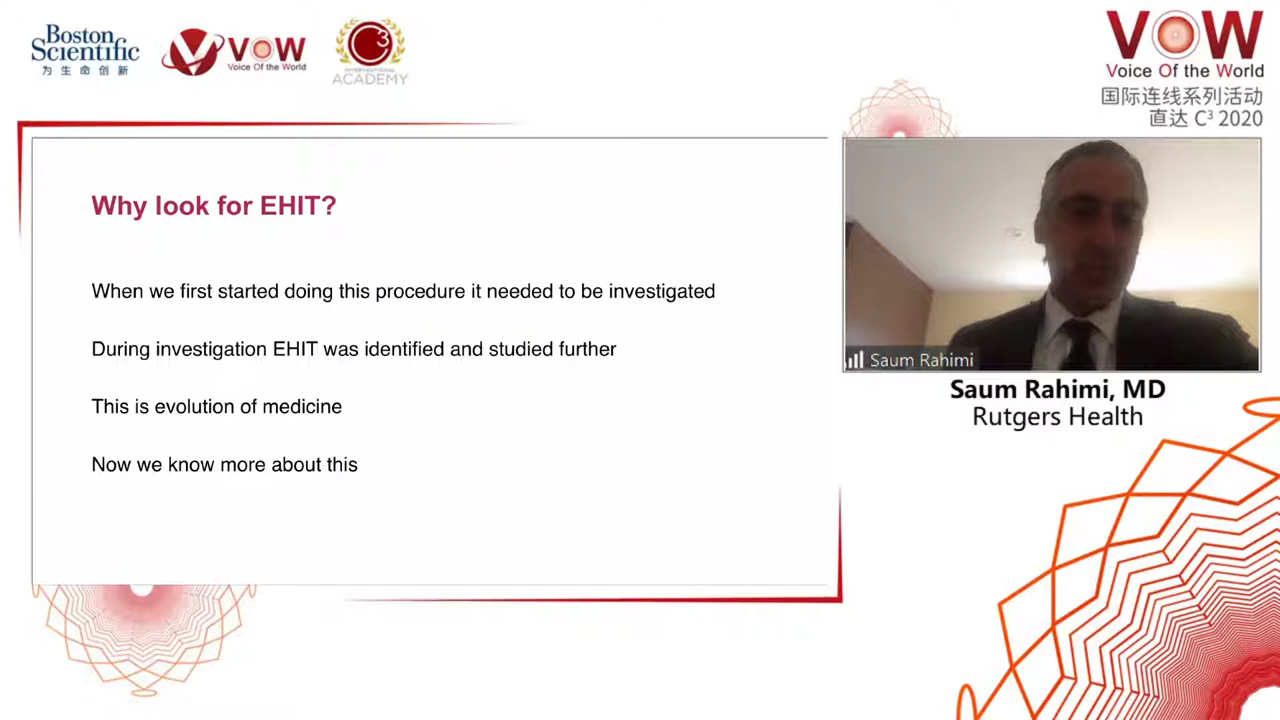 Boston
Scientific
为生命创新
VOW
Voice Of the World
C3
ACADEMY
VOW
Voice Of the World
国际连线系列活动
直达 C³ 2020
Why look for EHIT?
When we first started doing this procedure it needed to be investigated
During investigation EHIT was identified and studied further
This is evolution of medicine
Now we know more about this
Saum Rahimi
Saum Rahimi, MD
Rutgers Health